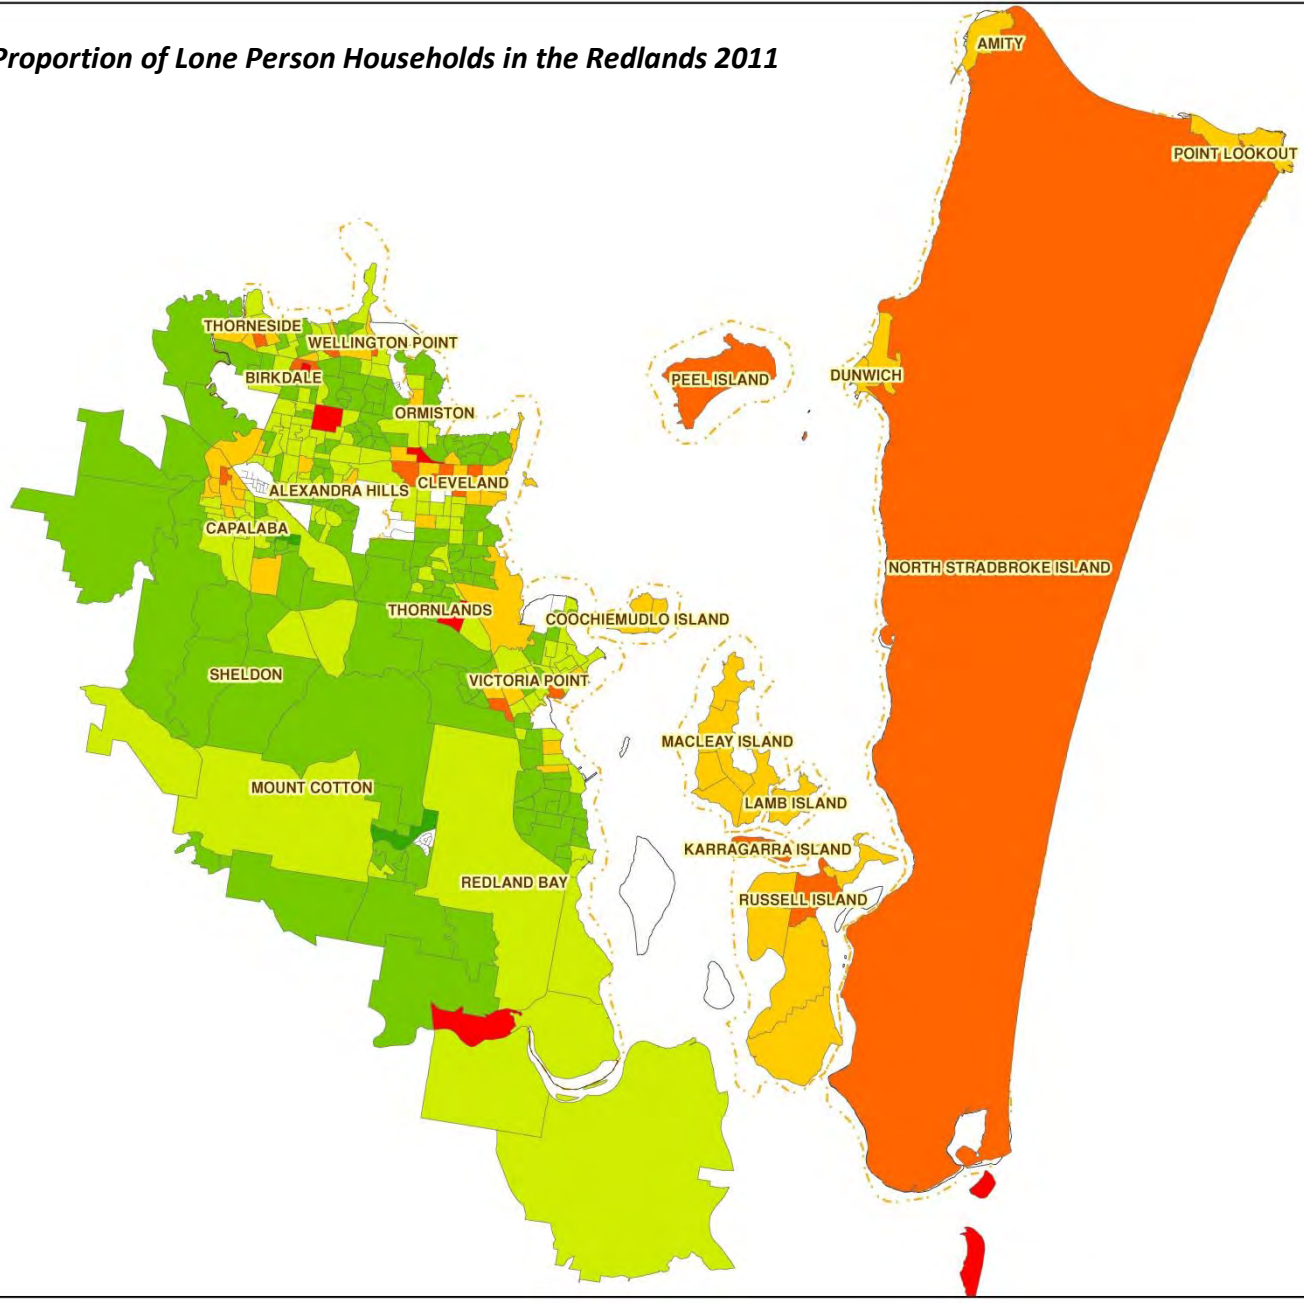 Proportion of Lone Person Households in the Redlands 2011
AMITY
POINT LOOKOUT
THORNESIDE
WELLINGTON POINT
BIRKDALE
PEEL ISLAND
DUNWICH
ORMISTON
CLEVELAND
ALEXANDRA HILLS
CAPALABA
NORTH STRADBROKE ISLAND
THORNLANDS
COOCHIEMUDLO ISLAND
SHELDON
VICTORIA POINT
MACLEAY ISLAND
MOUNT COTTON
LAMB ISLAND
KARRAGARRA ISLAND
REDLAND BAY
RUSSELL ISLAND